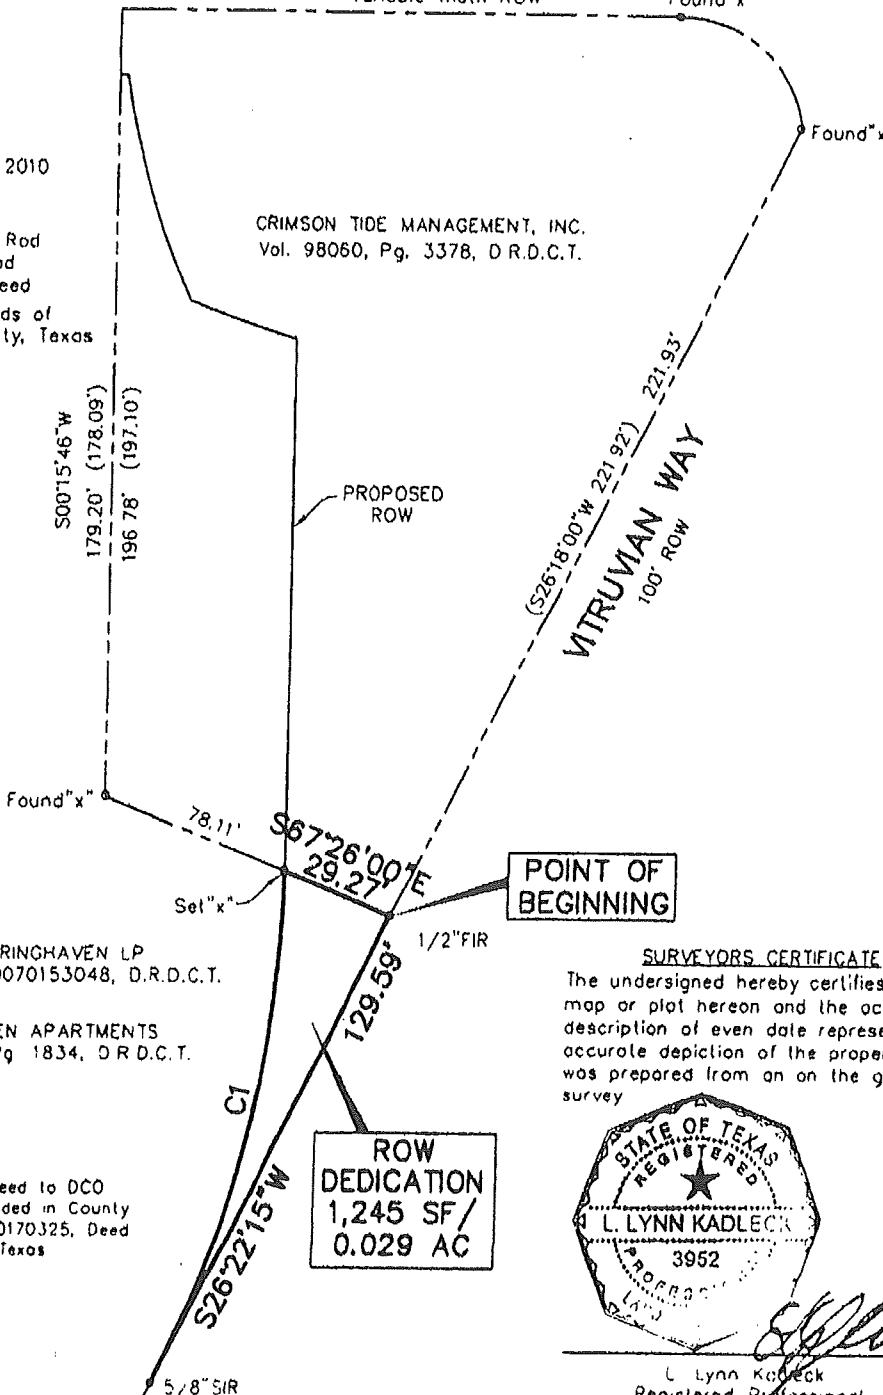 Found"x"
Found"x
2010
Rod
eed
ds of
ty, Texas
CRIMSON TIDE MANAGEMENT, INC.
Vol. 98060, Pg. 3378, D R.D.C.T.
S00°15'46"W
179.20' (178.09')
196 78' (197.10')
PROPOSED
ROW
(S26°18'00"W 221 92') 221.93'
VITRUVIAN WAY
100' ROW
Found"x"
78.11'
S67°26'00"E
29.27'
Set"x"
POINT OF
BEGINNING
1/2"FIR
RINGHAVEN LP
0070153048, D.R.D.C.T.
EN APARTMENTS
Pg 1834, D R D.C.T.
129.59'
C1
ROW
DEDICATION
1,245 SF/
0.029 AC
S26°22'15"W
eed to DCO
ded in County
0170325, Deed
Texas
5/8"SIR
SURVEYORS CERTIFICATE
The undersigned hereby certifies
map or plat hereon and the ac
description of even date represe
accurate depiction of the prope
was prepared from an on the g
survey
STATE OF TEXAS
REGISTERED
L. LYNN KADLECK
3952
L Lynn Kadleck
Registered Professional